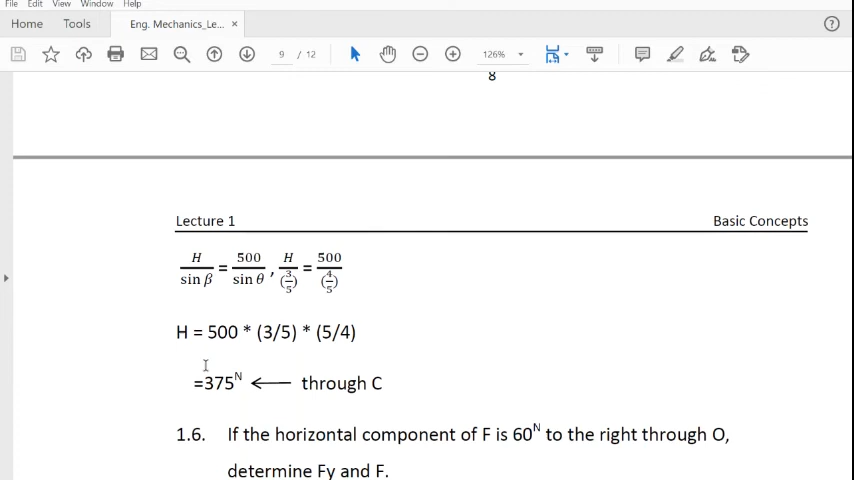 File Edit View Window Help
Home Tools Eng. Mechanics_Le... ×
9 / 12 126%
8
Lecture 1 Basic Concepts
H/sin β = 500/sin θ , H/(3/5) = 500/(4/5)
H = 500 * (3/5) * (5/4)
=375ᴺ ← through C
1.6. If the horizontal component of F is 60ᴺ to the right through O,
determine Fy and F.